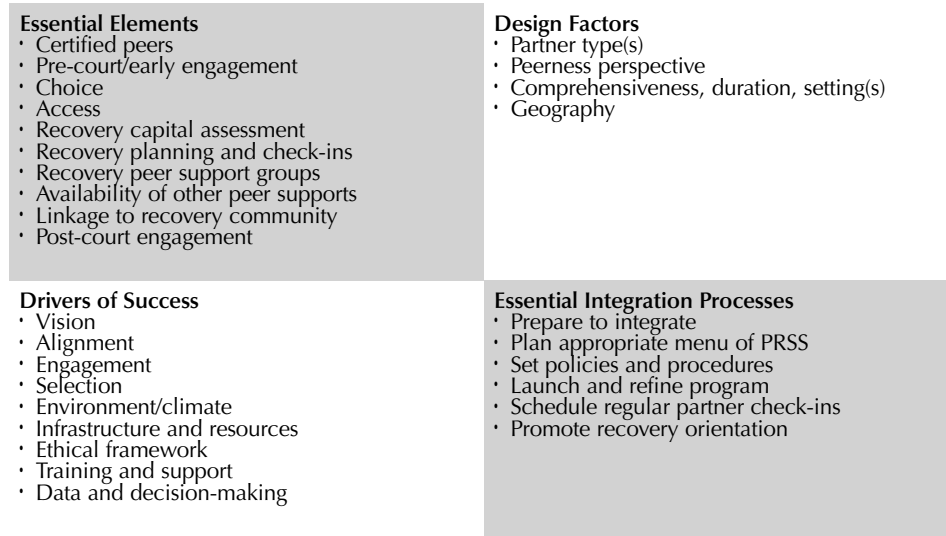 Essential Elements
· Certified peers
· Pre-court/early engagement
· Choice
· Access
· Recovery capital assessment
· Recovery planning and check-ins
· Recovery peer support groups
· Availability of other peer supports
· Linkage to recovery community
· Post-court engagement
Design Factors
· Partner type(s)
· Peerness perspective
· Comprehensiveness, duration, setting(s)
· Geography
Drivers of Success
· Vision
· Alignment
· Engagement
· Selection
· Environment/climate
· Infrastructure and resources
· Ethical framework
· Training and support
· Data and decision-making
Essential Integration Processes
· Prepare to integrate
· Plan appropriate menu of PRSS
· Set policies and procedures
· Launch and refine program
· Schedule regular partner check-ins
· Promote recovery orientation